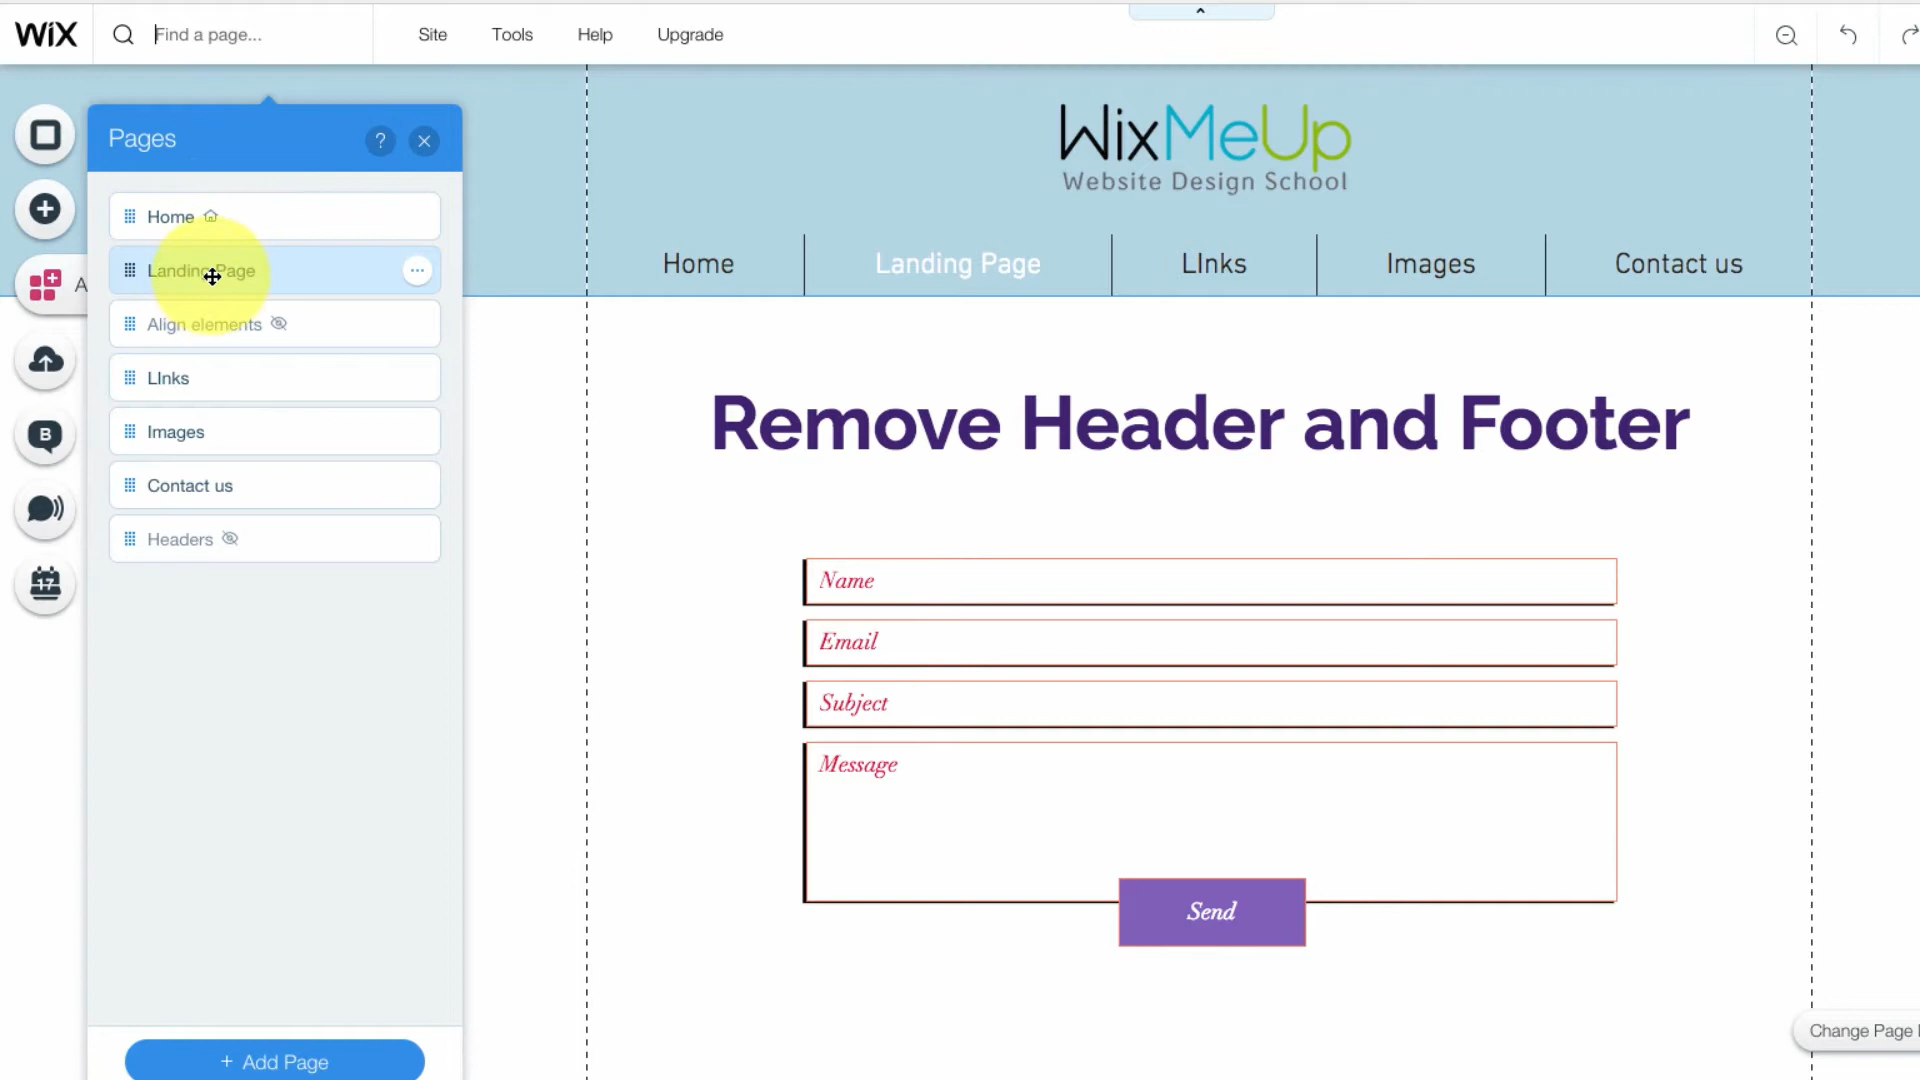 WiX
Find a page...
Site
Tools
Help
Upgrade
WixMeUp
Website Design School
Pages
?
Home
Landing Page
Align elements
LInks
Images
Contact us
Headers
A
B
17
+ Add Page
Home
Landing Page
LInks
Images
Contact us
Remove Header and Footer
Name
Email
Subject
Message
Send
Change Page